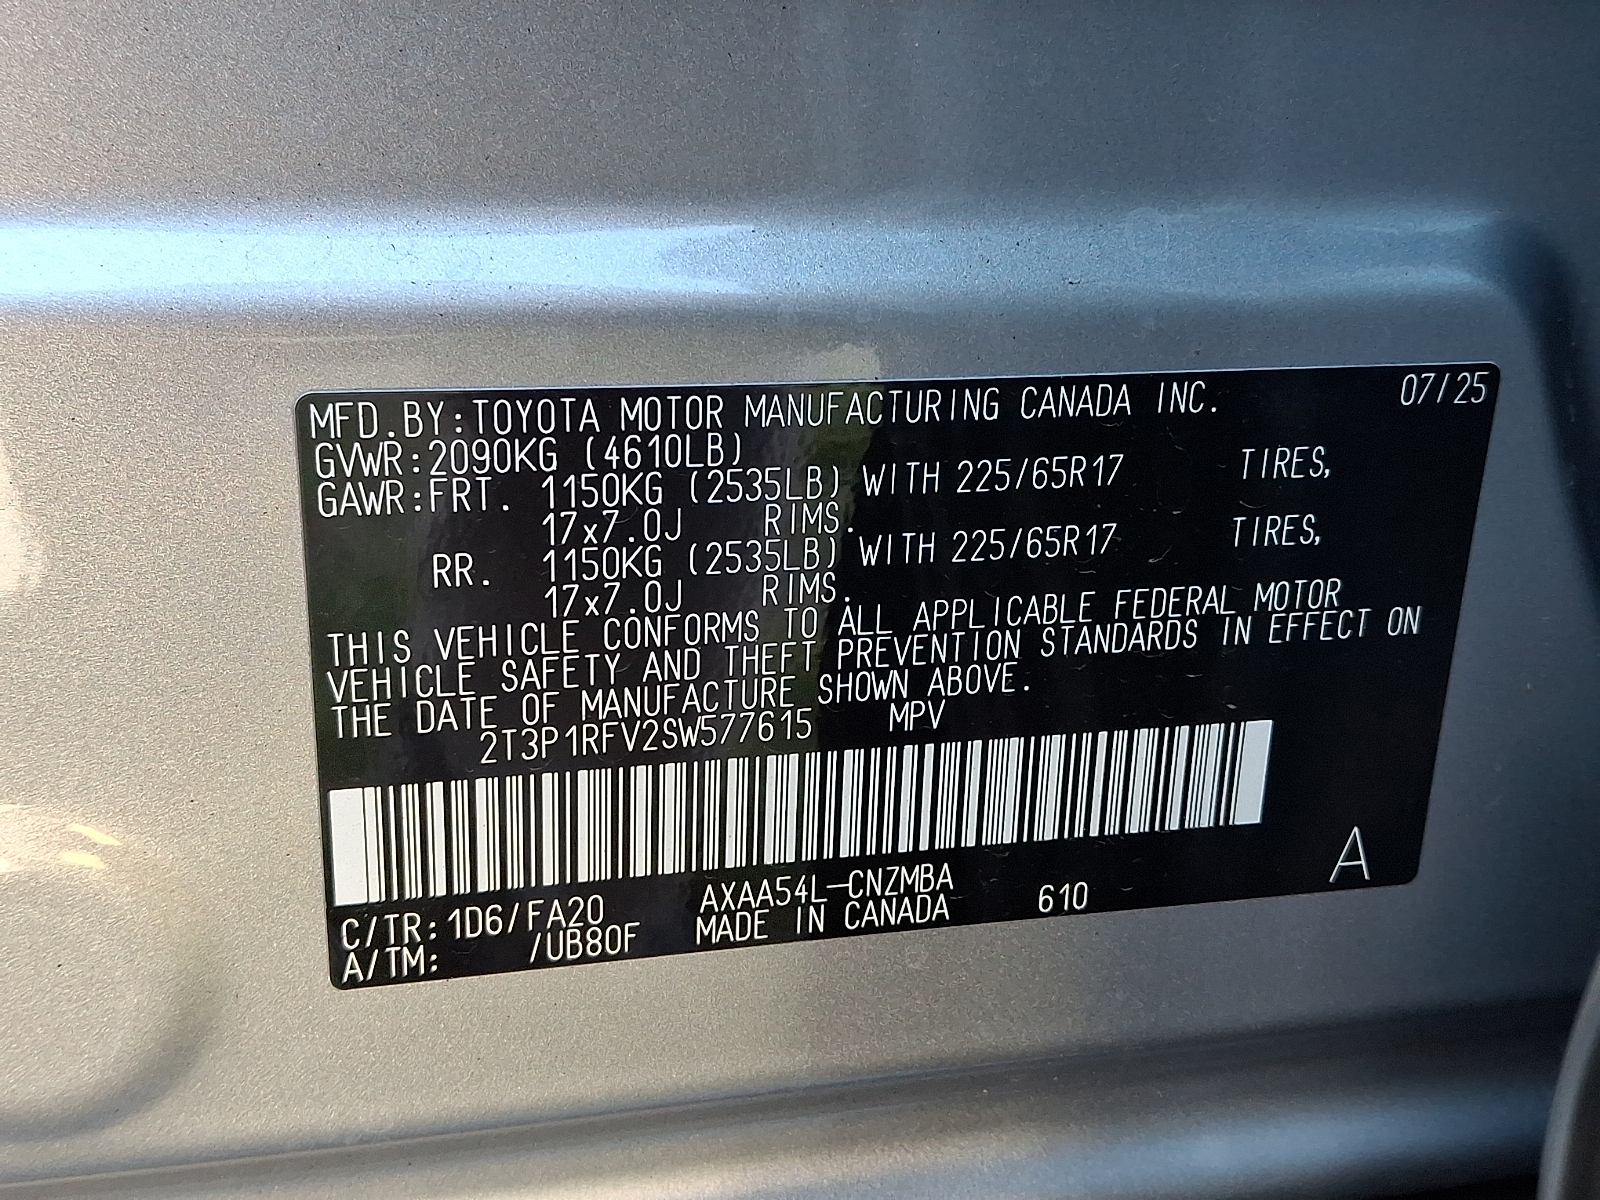 MFD.BY:TOYOTA MOTOR MANUFACTURING CANADA INC. 07/25
GVWR:2090KG (4610LB)
GAWR:FRT. 1150KG (2535LB) WITH 225/65R17 TIRES,
17x7.0J RIMS.
RR. 1150KG (2535LB) WITH 225/65R17 TIRES,
17x7.0J RIMS.
THIS VEHICLE CONFORMS TO ALL APPLICABLE FEDERAL MOTOR
VEHICLE SAFETY AND THEFT PREVENTION STANDARDS IN EFFECT ON
THE DATE OF MANUFACTURE SHOWN ABOVE.
2T3P1RFV2SW577615 MPV
A
C/TR:1D6/FA20 AXAA54L-CNZMBA 610
A/TM: /UB80F MADE IN CANADA